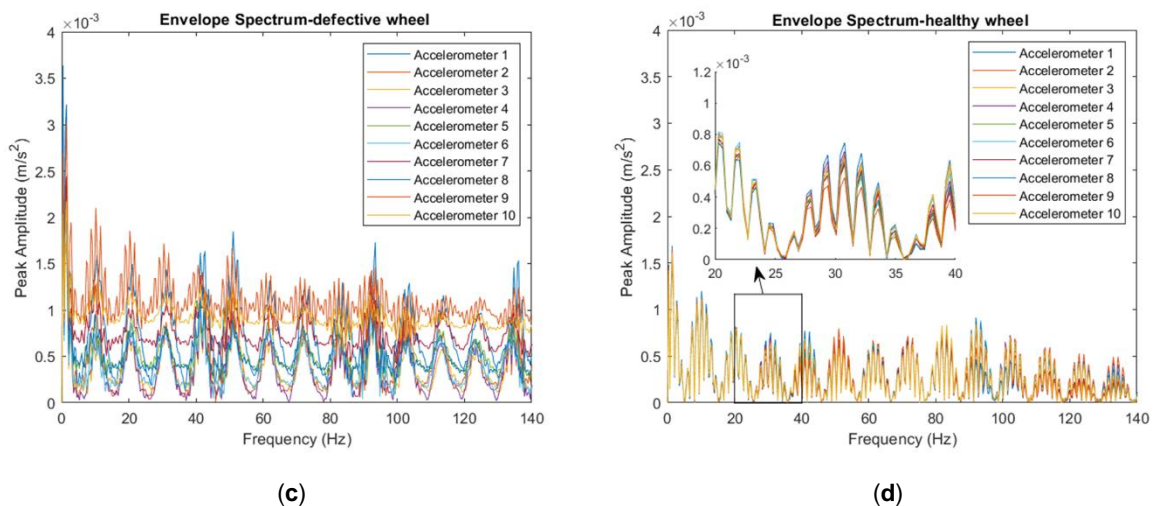 Envelope Spectrum-defective wheel
×10⁻³
4
3.5
3
2.5
2
1.5
1
0.5
0
Peak Amplitude (m/s²)
0 20 40 60 80 100 120 140
Frequency (Hz)
Accelerometer 1
Accelerometer 2
Accelerometer 3
Accelerometer 4
Accelerometer 5
Accelerometer 6
Accelerometer 7
Accelerometer 8
Accelerometer 9
Accelerometer 10
(c)
Envelope Spectrum-healthy wheel
×10⁻³
4
3.5
3
2.5
2
1.5
1
0.5
0
Peak Amplitude (m/s²)
×10⁻³
1.2
1
0.8
0.6
0.4
0.2
0
20 25 30 35 40
0 20 40 60 80 100 120 140
Frequency (Hz)
Accelerometer 1
Accelerometer 2
Accelerometer 3
Accelerometer 4
Accelerometer 5
Accelerometer 6
Accelerometer 7
Accelerometer 8
Accelerometer 9
Accelerometer 10
(d)